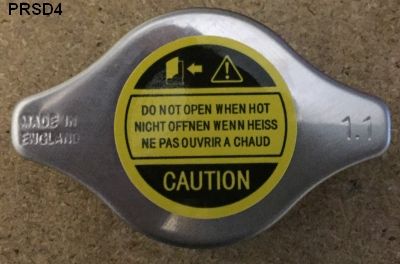 PRSD4
DO NOT OPEN WHEN HOT
NICHT OFFNEN WENN HEISS
NE PAS OUVRIR A CHAUD
CAUTION
MADE IN
ENGLAND
1.1